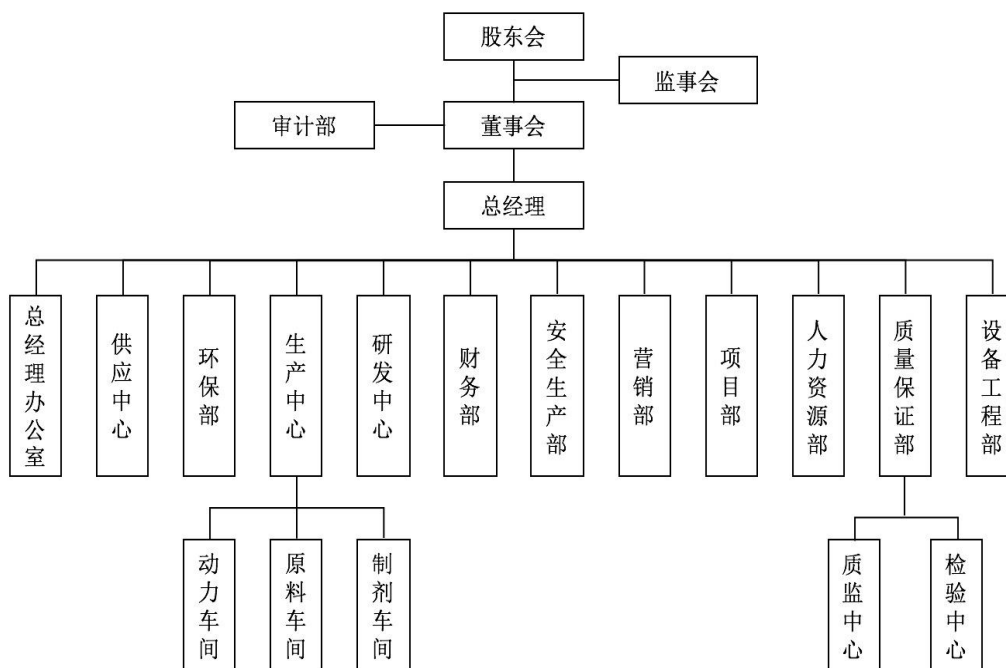 股东会
监事会
审计部
董事会
总经理
总经理办公室
供应中心
环保部
生产中心
研发中心
财务部
安全生产部
营销部
项目部
人力资源部
质量保证部
设备工程部
动力车间
原料车间
制剂车间
质监中心
检验中心